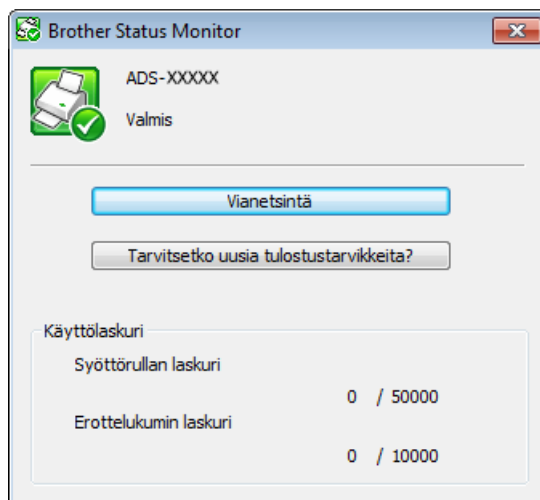 Brother Status Monitor
ADS-XXXXX
Valmis
Vianetsintä
Tarvitsetko uusia tulostustarvikkeita?
Käyttölaskuri
Syöttörullan laskuri
0 / 50000
Erottelukumin laskuri
0 / 10000